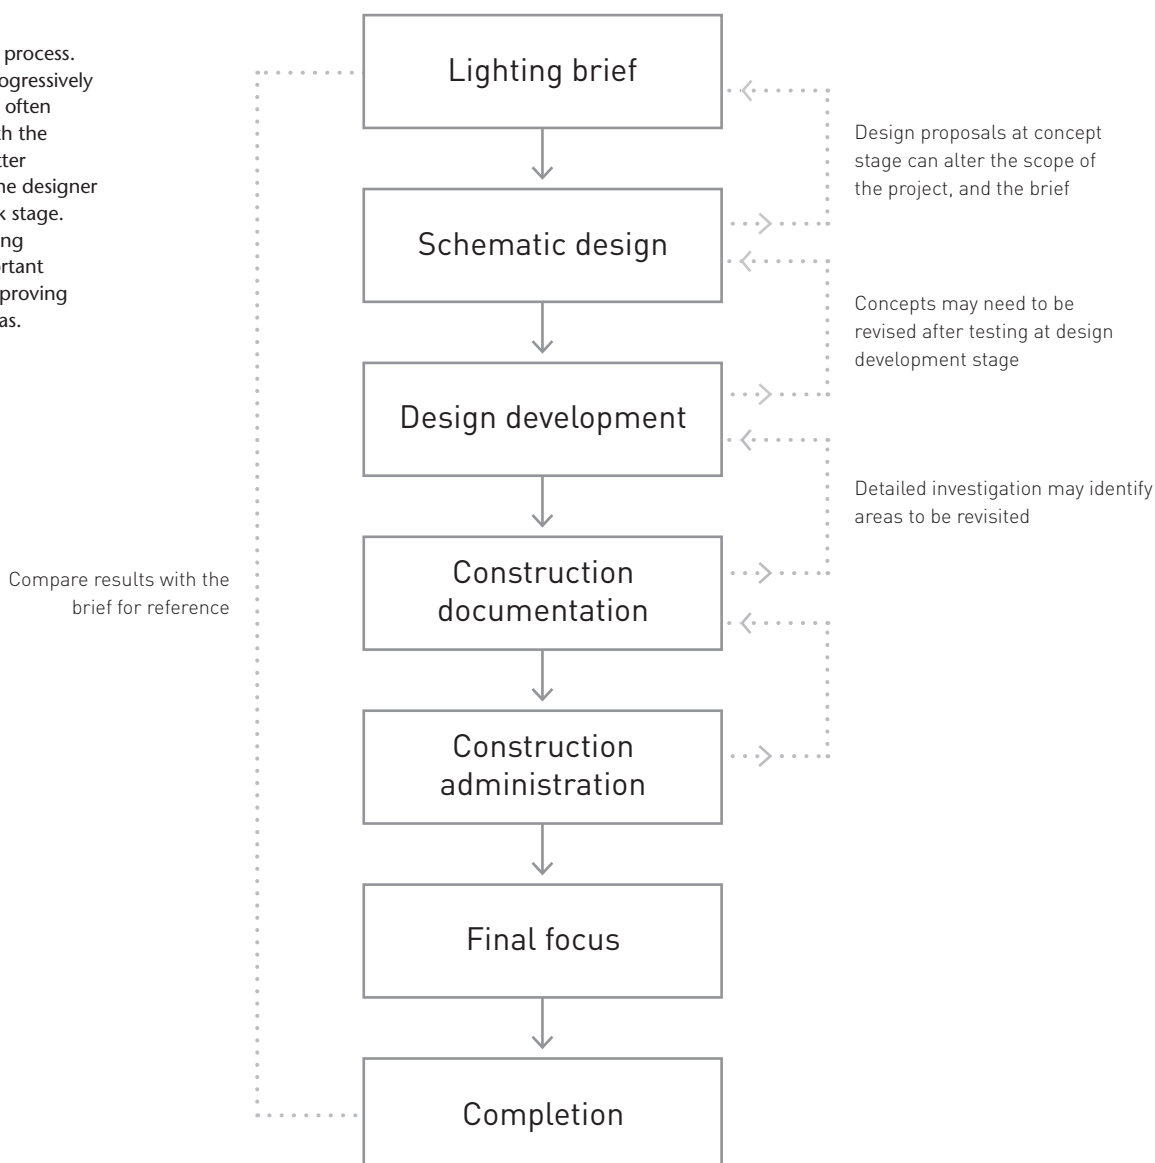 process.
ogressively
often
h the
tter
ne designer
k stage.
ng
rtant
proving
as.
Lighting brief
Design proposals at concept
stage can alter the scope of
the project, and the brief
Schematic design
Concepts may need to be
revised after testing at design
development stage
Design development
Detailed investigation may identify
areas to be revisited
Compare results with the
brief for reference
Construction
documentation
Construction
administration
Final focus
Completion